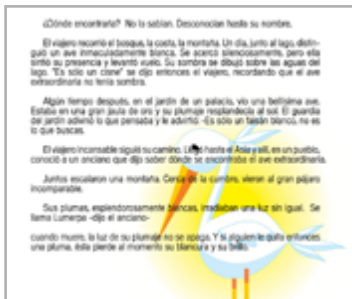 ¿Dónde encontrarla? No lo sabían. Desconocían hasta su nombre.
El viajero recorrió el bosque, la costa, la montaña. Un día, junto al lago, distin-
guió un ave inmaculadamente blanca. Se acercó silenciosamente, pero ella
sintió su presencia y levantó vuelo. Su sombra se dibujó sobre las aguas del
lago. "Es sólo un cisne" se dijo entonces el viajero, recordando que el ave
extraordinaria no tenía sombra.
Algún tiempo después, en el jardín de un palacio, vio una bellísima ave.
Estaba en una gran jaula de oro y su plumaje resplandecía al sol. El guardia
del jardín adivinó lo que pensaba y le advirtió: -Es sólo un faisán blanco, no es
lo que buscas.
El viajero incansable siguió su camino. Llegó hasta el Asia y allí, en un pueblo,
conoció a un anciano que dijo saber dónde se encontraba el ave extraordinaria.
Juntos escalaron una montaña. Cerca de la cumbre, vieron al gran pájaro
incomparable.
Sus plumas, esplendorosamente blancas, irradiaban una luz sin igual. Se
llama Lumerpa -dijo el anciano-
cuando muere, la luz de su plumaje no se apaga. Y si alguien le quita entonces
una pluma, ésta pierde al momento su blancura y su brillo.